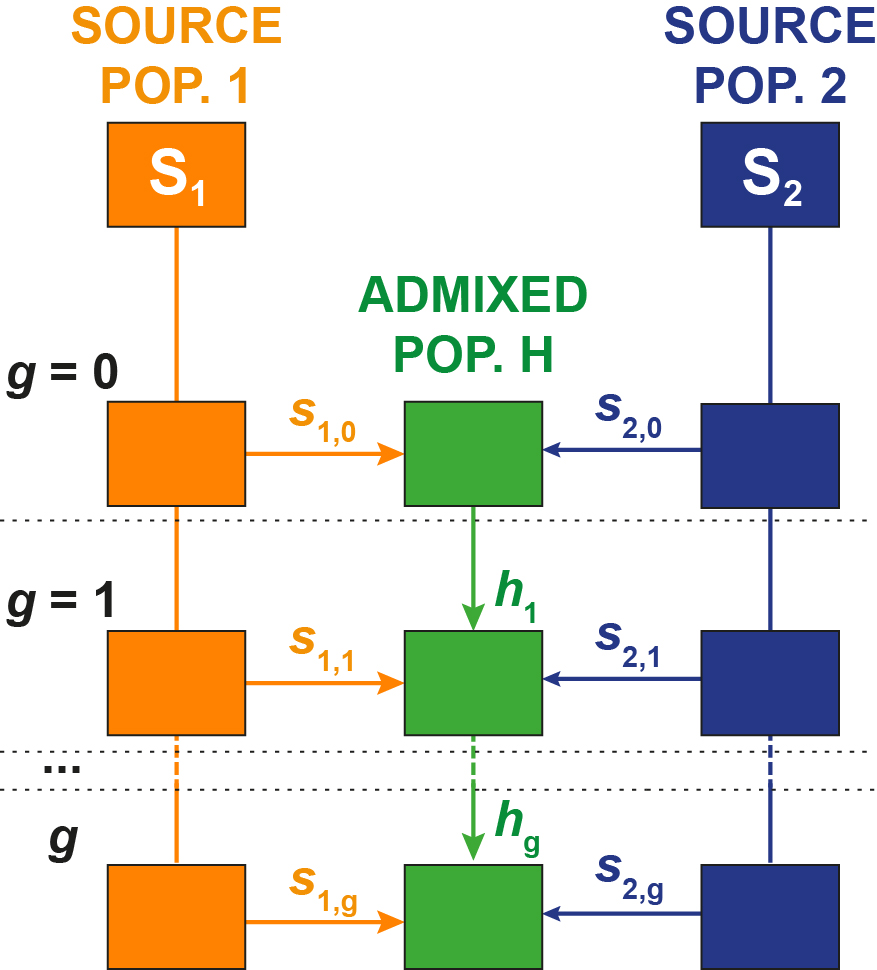 SOURCE
POP. 1
SOURCE
POP. 2
S₁
S₂
ADMIXED
POP. H
g = 0
s₁,₀
s₂,₀
h₁
g = 1
s₁,₁
s₂,₁
...
g
h_g
s₁,g
s₂,g